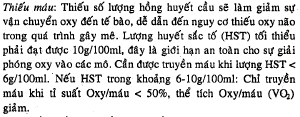 Thiếu máu: Thiếu số lượng hồng huyết cầu sẽ làm giảm sự
vận chuyển oxy đến tế bào, dễ dẫn đến nguy cơ thiếu oxy não
trong quá trình gây mê. Lượng huyết sắc tố (HST) tối thiểu
phải đạt được 10g/100ml, đây là giới hạn an toàn cho sự giải
phóng oxy vào các mô. Cần được truyền máu khi lượng HST <
6g/100ml. Nếu HST trong khoảng 6-10g/100ml: Chỉ truyền
máu khi tỉ suất Oxy/máu < 50%, thể tích Oxy/máu (VO₂)
giảm.